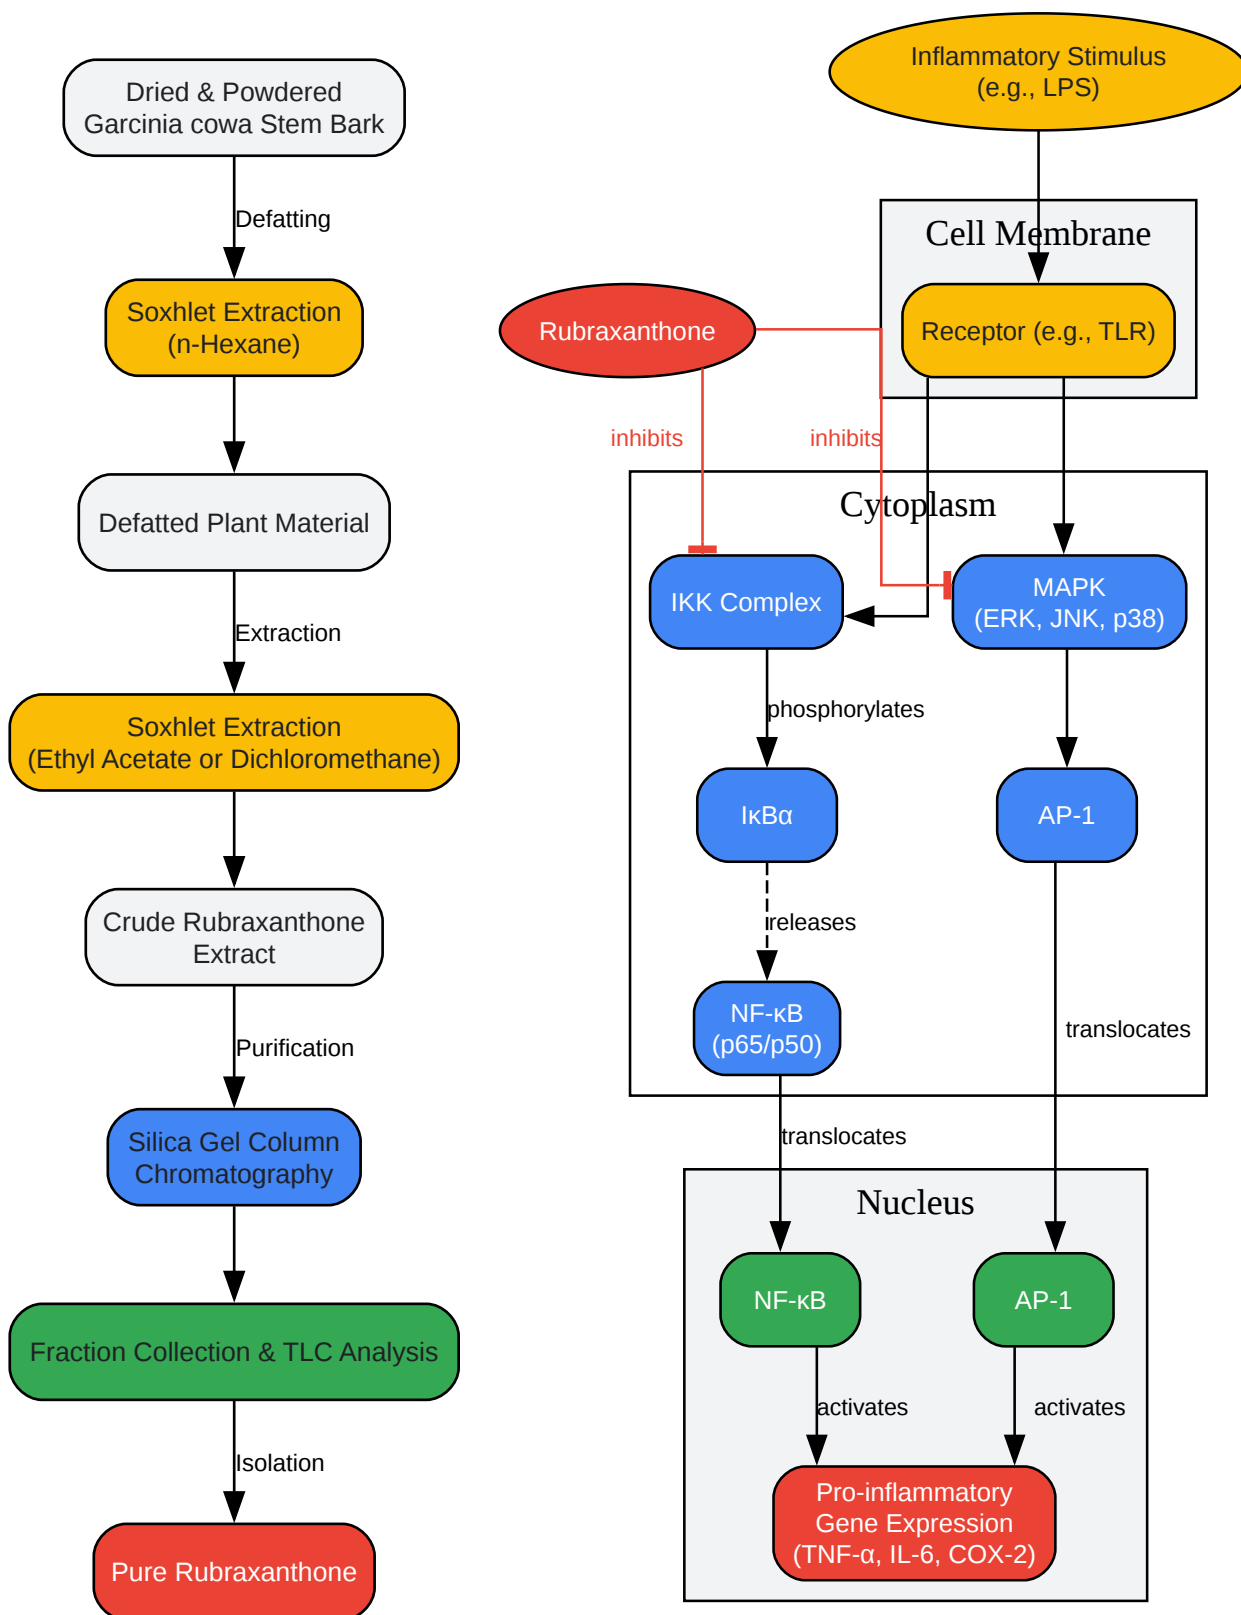 Dried & Powdered
Garcinia cowa Stem Bark
Defatting
Soxhlet Extraction
(n-Hexane)
Defatted Plant Material
Extraction
Soxhlet Extraction
(Ethyl Acetate or Dichloromethane)
Crude Rubraxanthone
Extract
Purification
Silica Gel Column
Chromatography
Fraction Collection & TLC Analysis
Isolation
Pure Rubraxanthone
Inflammatory Stimulus
(e.g., LPS)
Cell Membrane
Receptor (e.g., TLR)
Rubraxanthone
inhibits
inhibits
Cytoplasm
IKK Complex
MAPK
(ERK, JNK, p38)
phosphorylates
IκBα
AP-1
releases
NF-κB
(p65/p50)
translocates
translocates
Nucleus
NF-κB
AP-1
activates
activates
Pro-inflammatory
Gene Expression
(TNF-α, IL-6, COX-2)